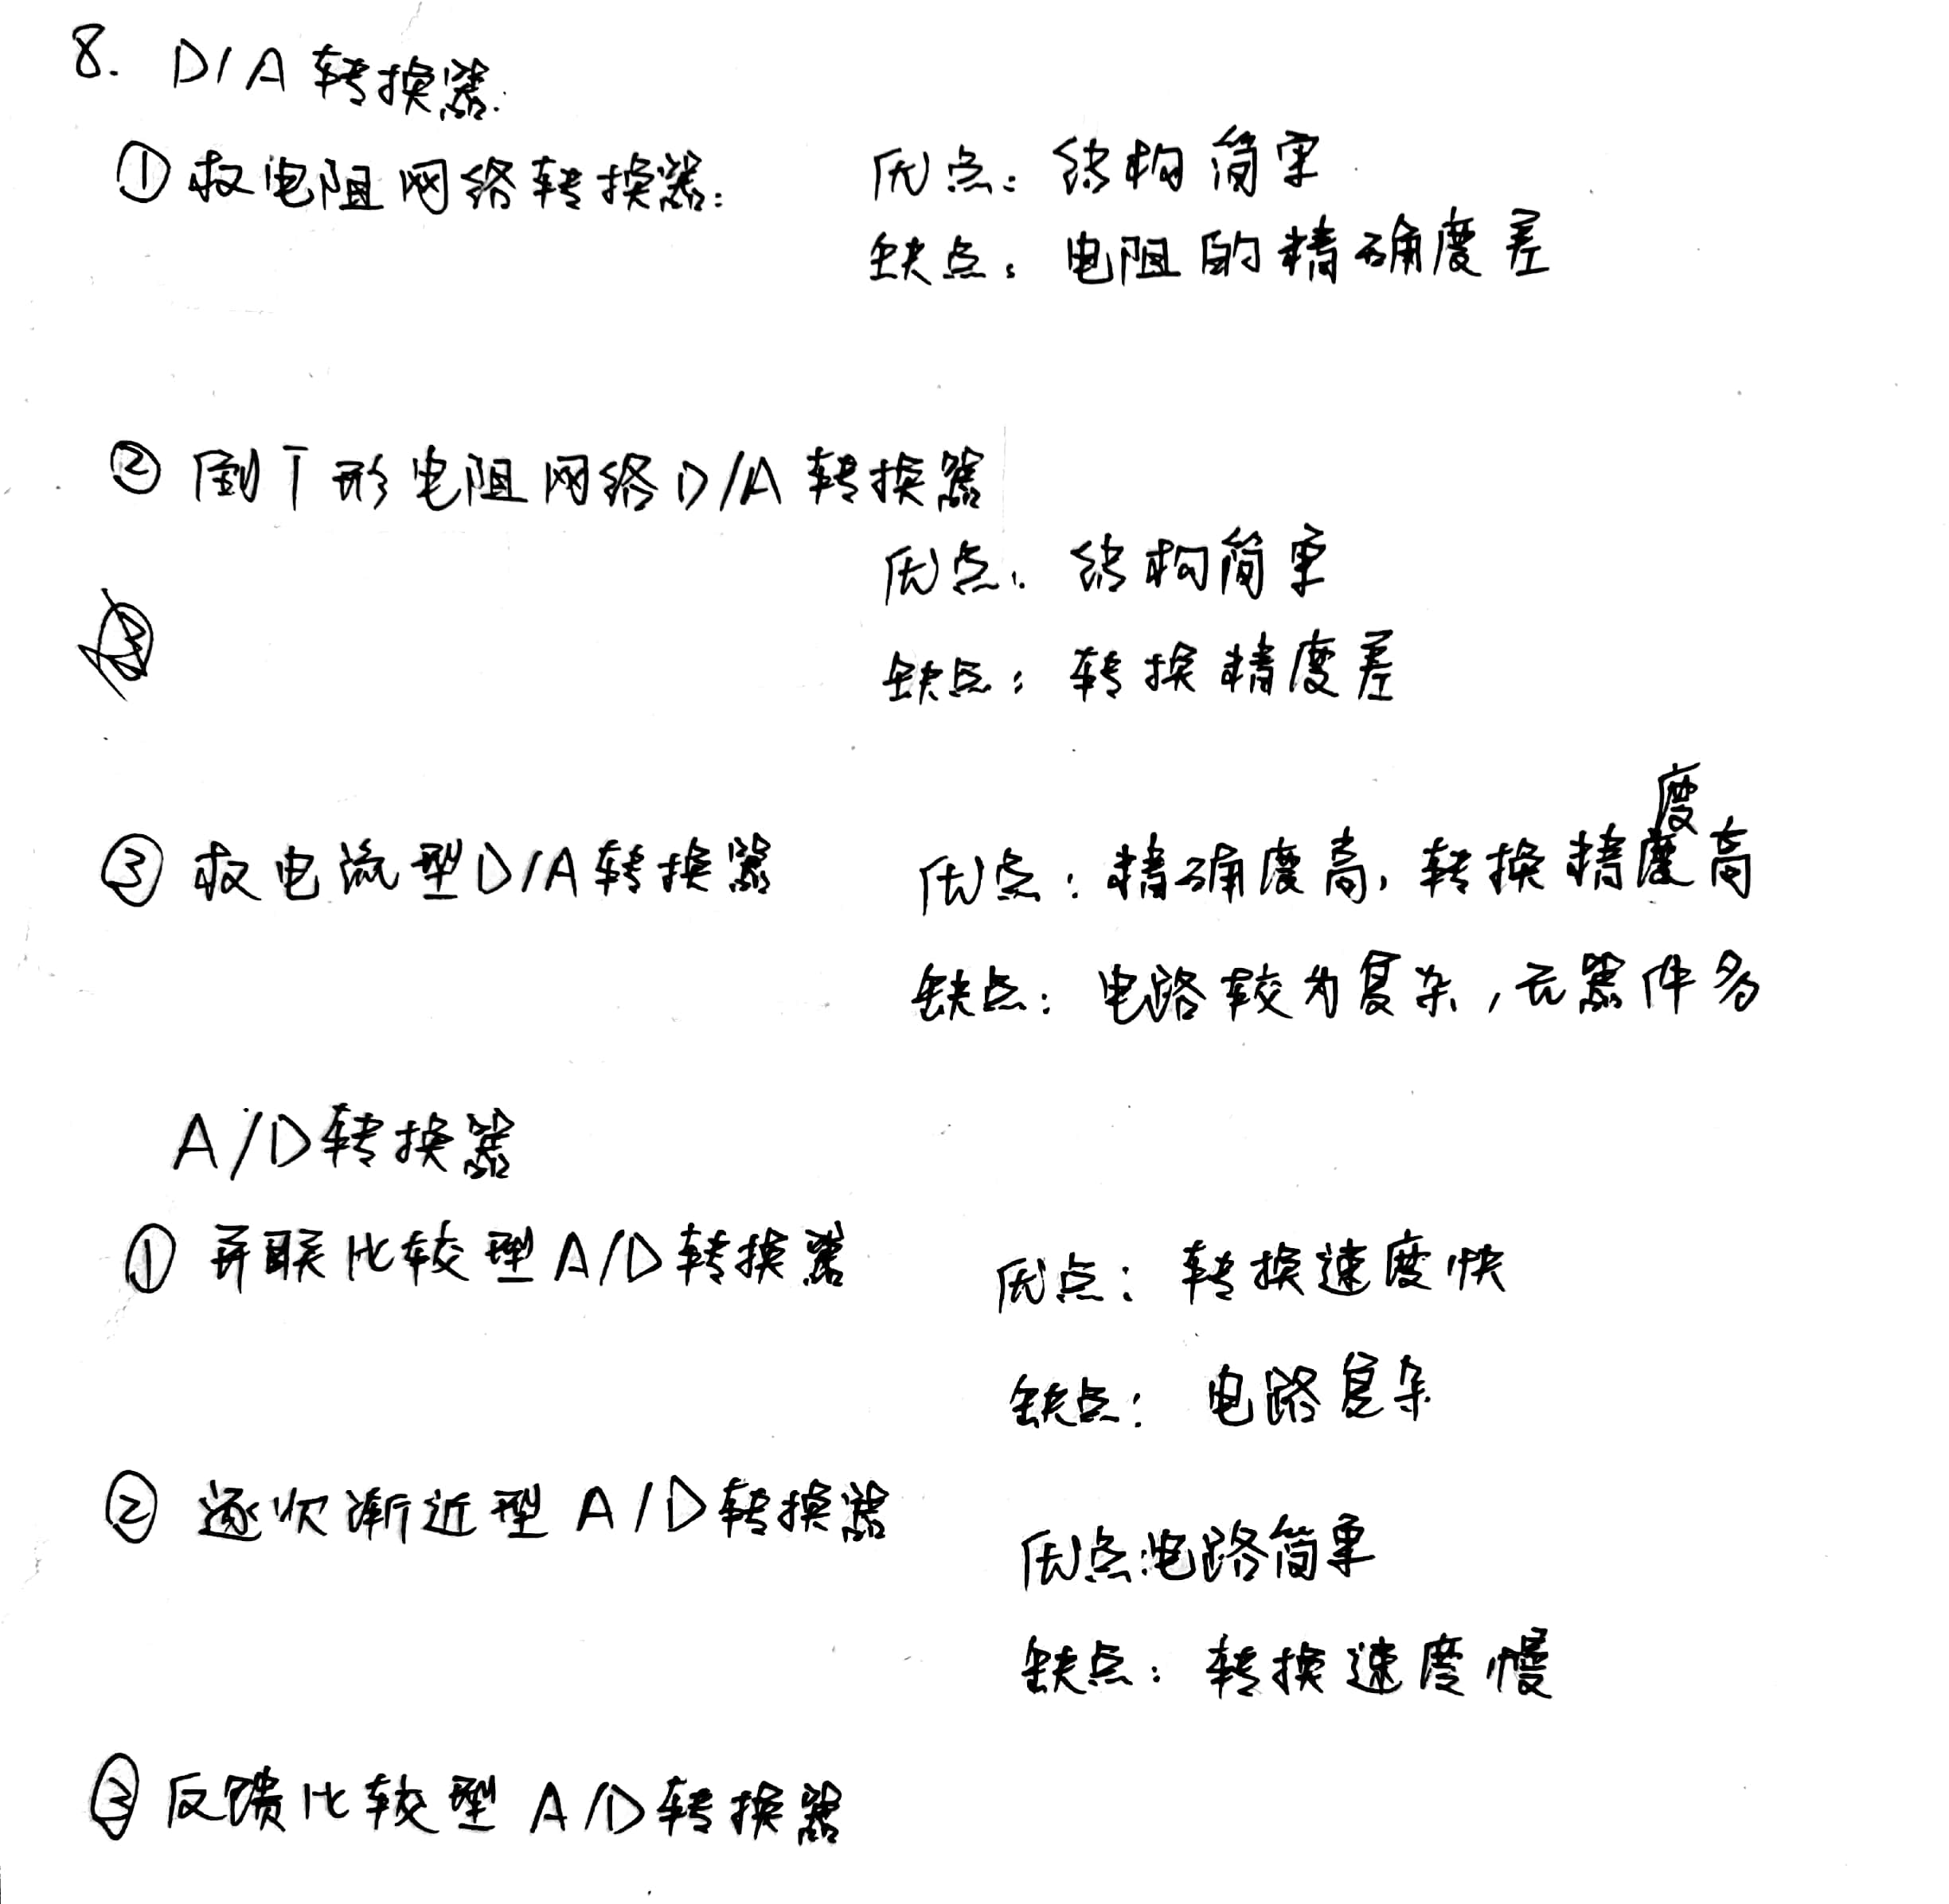 8. D/A转换器.
①权电阻网络转换器: 优点: 结构简单
缺点: 电阻的精确度差
② 倒T形电阻网络D/A转换器
优点: 结构简单
缺点: 转换精度差
度
③ 权电流型D/A转换器 优点: 精确度高, 转换精度高
缺点: 电路较为复杂, 元器件多
A/D转换器
① 并联比较型A/D转换器 优点: 转换速度快
缺点: 电路复杂
② 逐次渐近型A/D转换器
优点:电路简单
缺点: 转换速度慢
③ 反馈比较型A/D转换器